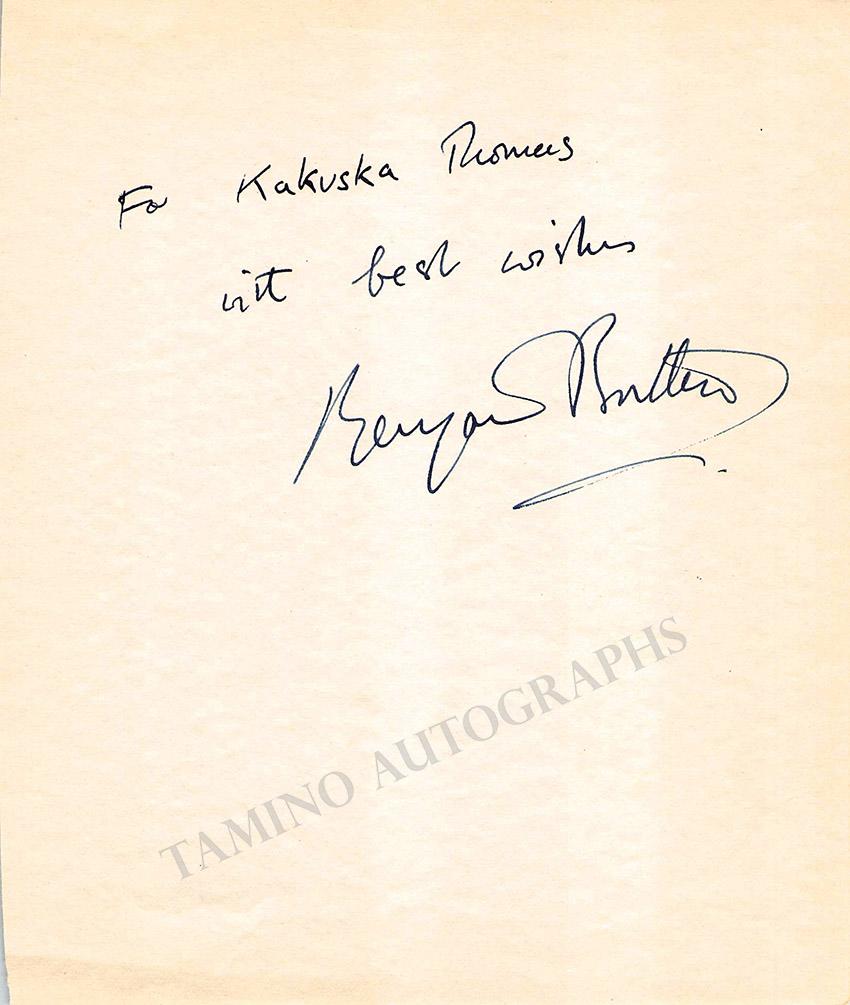 For Kakuska Thomas
with best wishes
Benjamin Britten
TAMINO AUTOGRAPHS